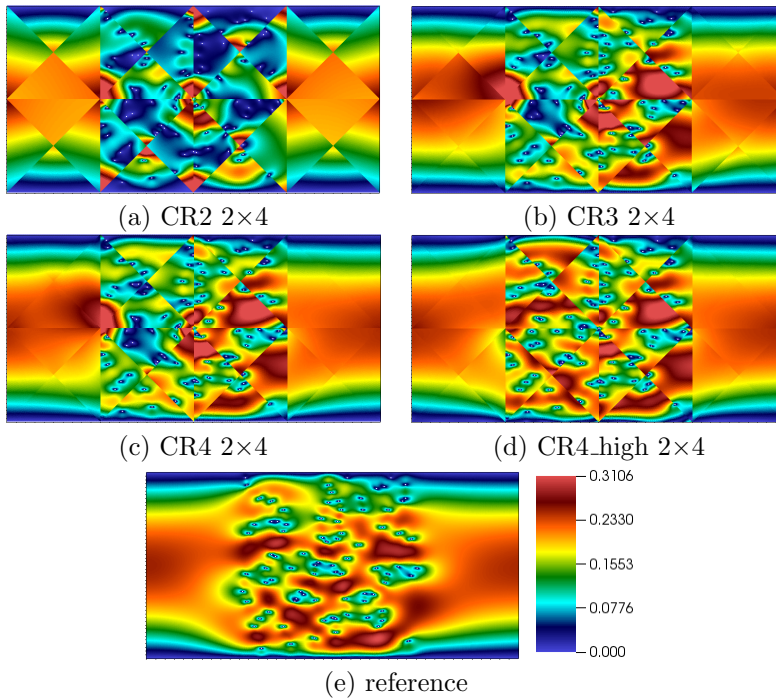 (a) CR2 2×4
(b) CR3 2×4
(c) CR4 2×4
(d) CR4_high 2×4
0.3106
0.2330
0.1553
0.0776
0.000
(e) reference